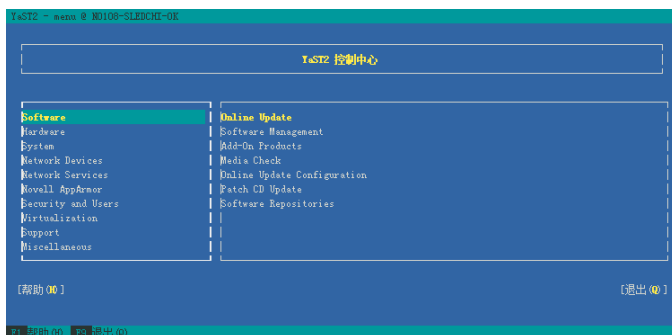 YaST2 - menu @ N0108-SLEDCHI-OK
YaST2 控制中心
Software
Hardware
System
Network Devices
Network Services
Novell AppArmor
Security and Users
Virtualization
Support
Miscellaneous
Online Update
Software Management
Add-On Products
Media Check
Online Update Configuration
Patch CD Update
Software Repositories
[帮助(H)] [退出(Q)]
F1 帮助(H) F9 退出(Q)